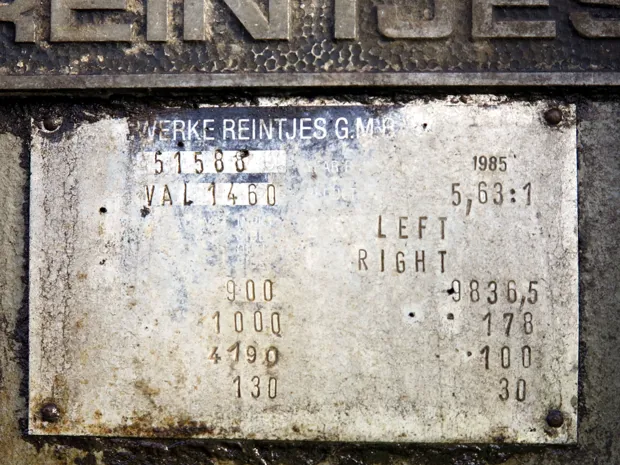 REINTJES
WERKE REINTJES G.M.B
51588 1985
VAL 1460 5,63:1
LEFT
RIGHT
900 9836,5
1000 178
4190 100
130 30